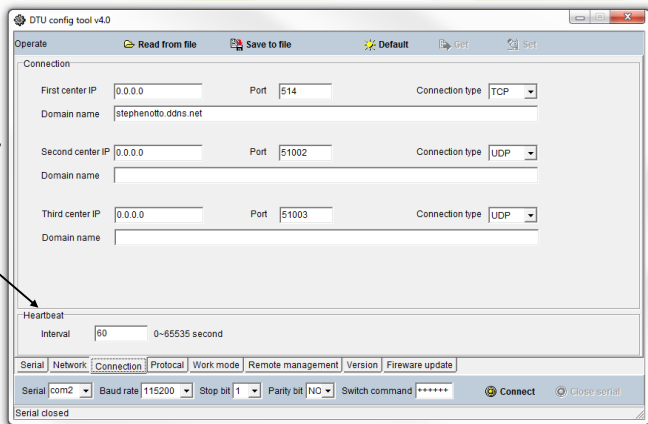 DTU config tool v4.0
Operate Read from file Save to file Default Get Set
Connection
First center IP 0.0.0.0 Port 514 Connection type TCP
Domain name stephenotto.ddns.net
Second center IP 0.0.0.0 Port 51002 Connection type UDP
Domain name
Third center IP 0.0.0.0 Port 51003 Connection type UDP
Domain name
Heartbeat
Interval 60 0~65535 second
Serial Network Connection Protocal Work mode Remote management Version Fireware update
Serial com2 Baud rate 115200 Stop bit 1 Parity bit NO Switch command ++++++ Connect Close serial
Serial closed